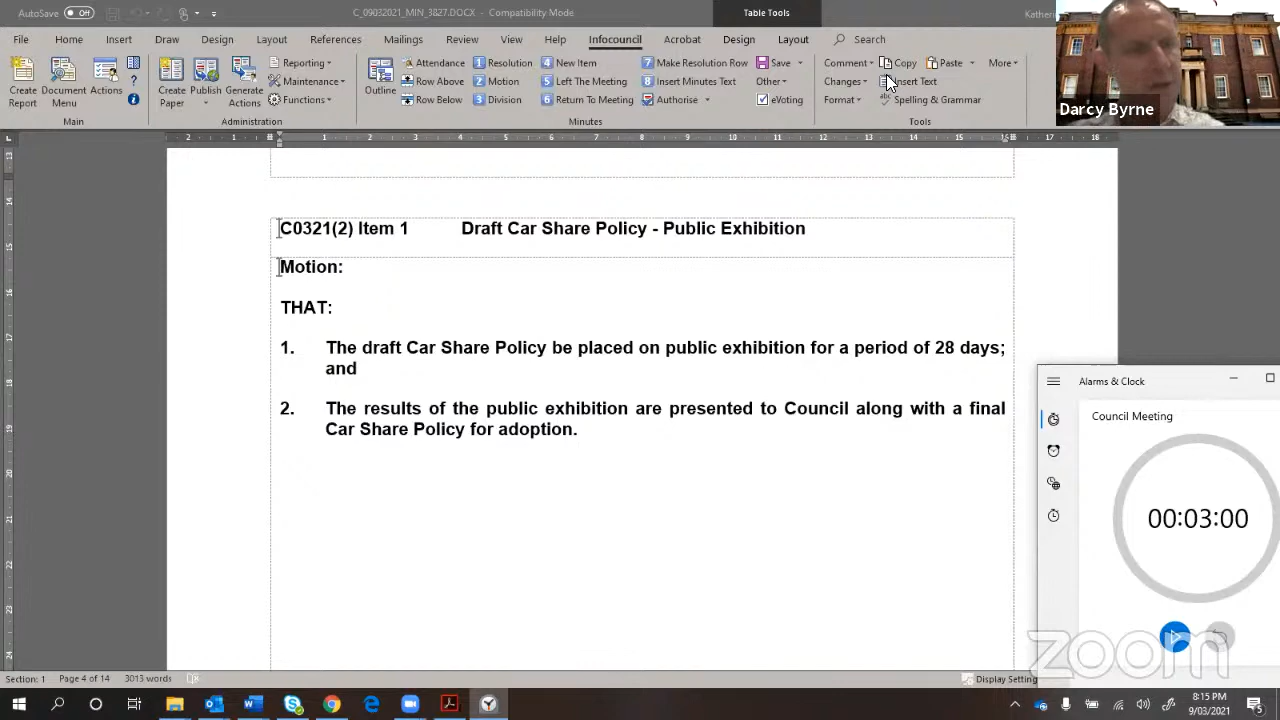 AutoSave Off
C_09032021_MIN_3827.DOCX - Compatibility Mode
Table Tools
File Home Insert Draw Design Layout References Mailings Review View Help Infocouncil Acrobat Design Layout Search
Create Report
Document Menu
More Actions
Main
Reporting
Maintenance
Functions
Create Paper
Publish
Generate Actions
Administration
Outline
Attendance
Row Above
Row Below
1 Resolution
2 Motion
3 Division
4 New Item
5 Left The Meeting
6 Return To Meeting
7 Make Resolution Row
8 Insert Minutes Text
Authorise
Save
Other
eVoting
Minutes
Comment
Changes
Format
Copy
Paste
More
Insert Text
Spelling & Grammar
Tools
Darcy Byrne
C0321(2) Item 1 Draft Car Share Policy - Public Exhibition
Motion:
THAT:
1. The draft Car Share Policy be placed on public exhibition for a period of 28 days;
and
2. The results of the public exhibition are presented to Council along with a final
Car Share Policy for adoption.
Alarms & Clock
Council Meeting
00:03:00
zoom
Section: 1 Page 4 of 14 3013 words
8:15 PM
9/03/2021